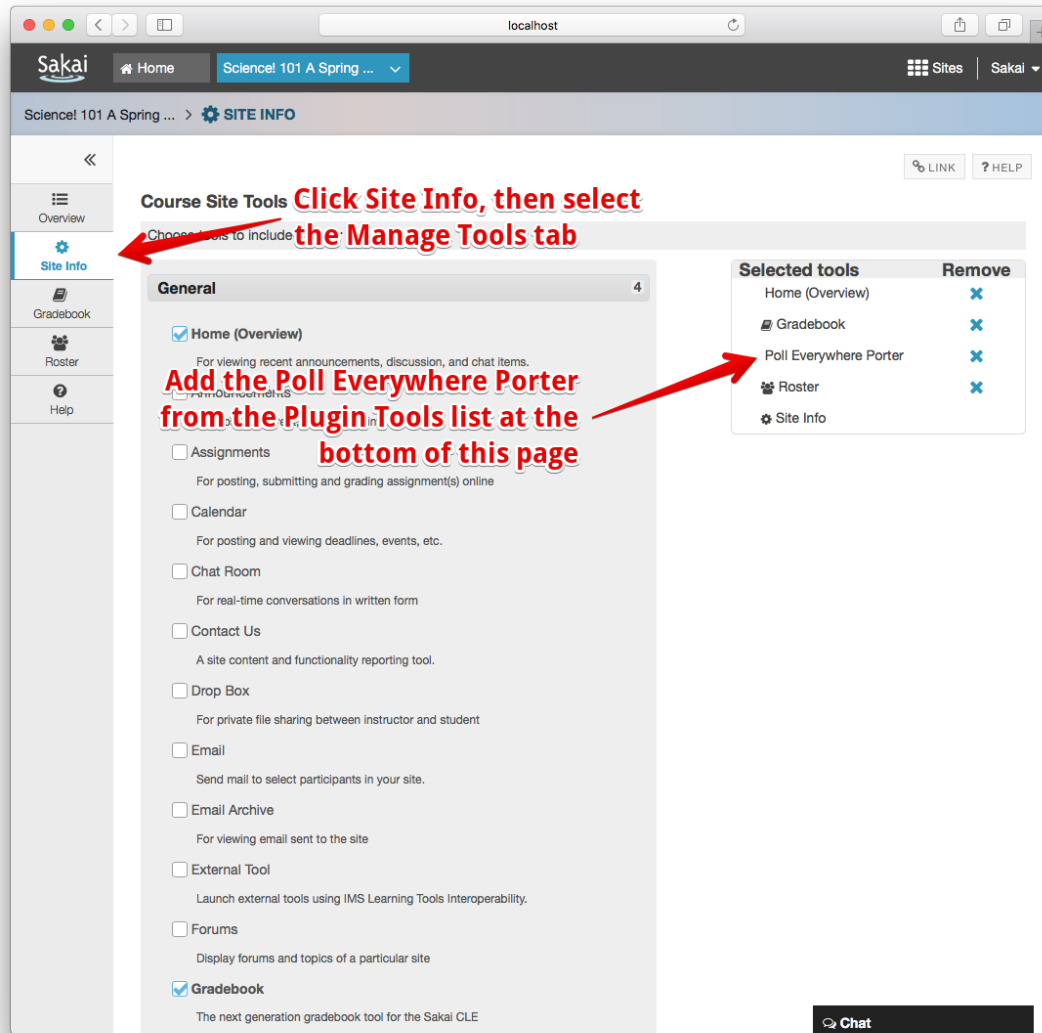 localhost
Sakai
Home
Science! 101 A Spring ...
Sites
Sakai
Science! 101 A Spring ... > SITE INFO
LINK
? HELP
Overview
Site Info
Gradebook
Roster
Help
Course Site Tools
Click Site Info, then select
the Manage Tools tab
Choose tools to include
General 4
Home (Overview)
For viewing recent announcements, discussion, and chat items.
Announcements
Add the Poll Everywhere Porter
from the Plugin Tools list at the
bottom of this page
Assignments
For posting, submitting and grading assignment(s) online
Calendar
For posting and viewing deadlines, events, etc.
Chat Room
For real-time conversations in written form
Contact Us
A site content and functionality reporting tool.
Drop Box
For private file sharing between instructor and student
Email
Send mail to select participants in your site.
Email Archive
For viewing email sent to the site
External Tool
Launch external tools using IMS Learning Tools Interoperability.
Forums
Display forums and topics of a particular site
Gradebook
The next generation gradebook tool for the Sakai CLE
Selected tools Remove
Home (Overview)
Gradebook
Poll Everywhere Porter
Roster
Site Info
Chat